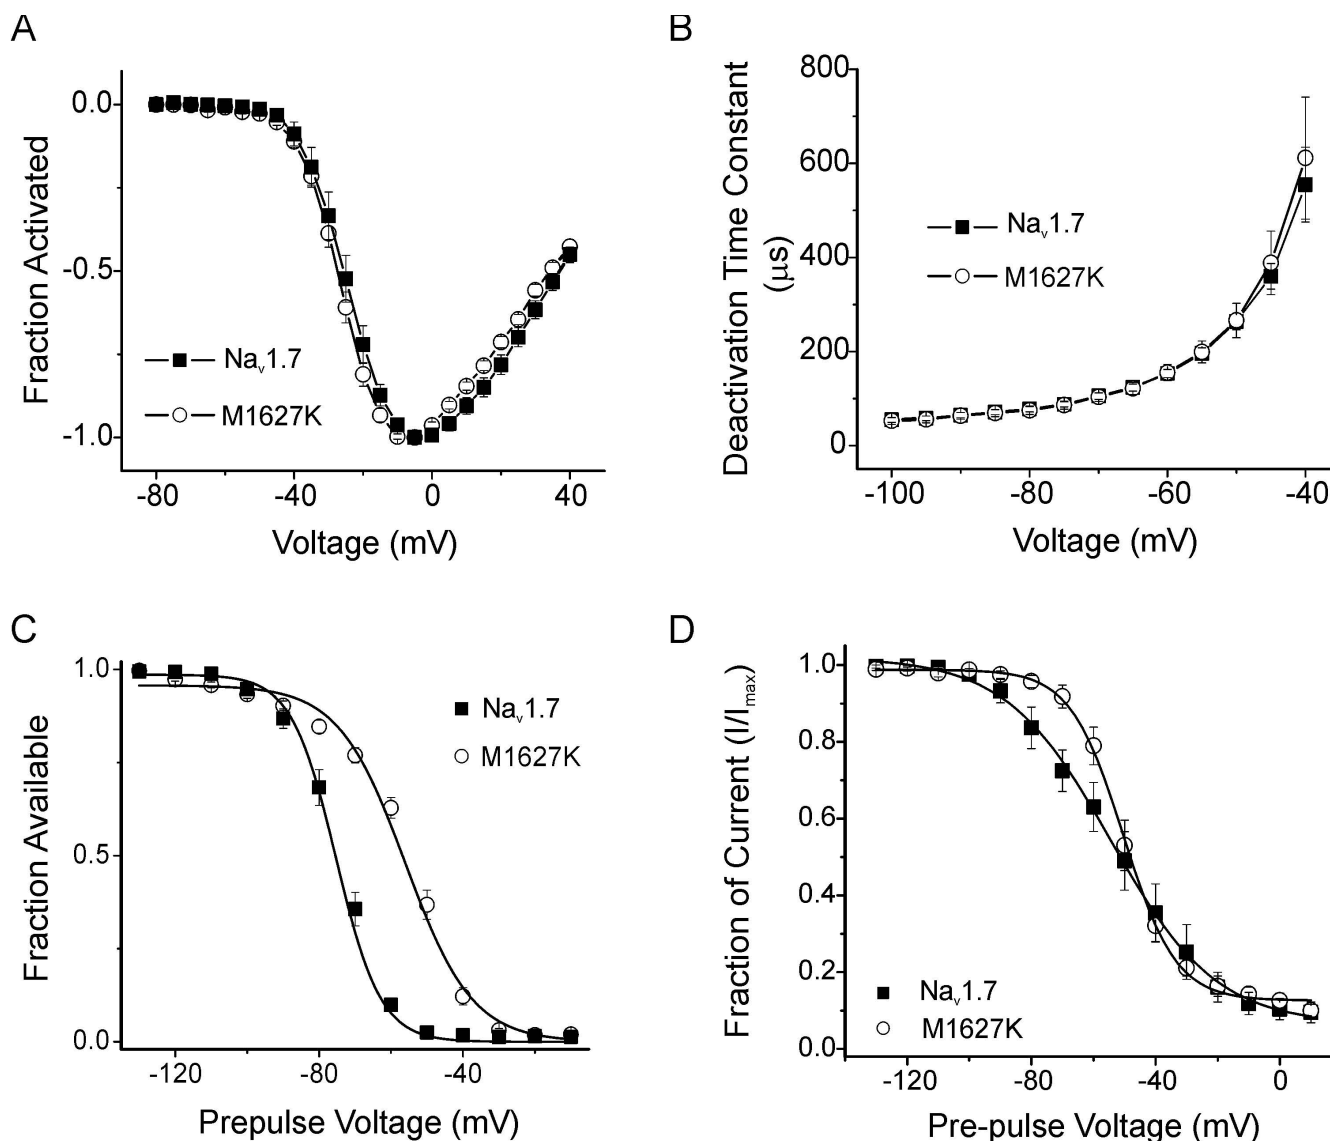 A
Fraction Activated
0.0
-0.5
-1.0
-80
-40
0
40
Voltage (mV)
Nav1.7
M1627K
B
Deactivation Time Constant
(μs)
800
600
400
200
0
-100
-80
-60
-40
Voltage (mV)
Nav1.7
M1627K
C
Fraction Available
1.0
0.5
0.0
-120
-80
-40
Prepulse Voltage (mV)
Nav1.7
M1627K
D
Fraction of Current (I/Imax)
1.0
0.8
0.6
0.4
0.2
0.0
-120
-80
-40
0
Pre-pulse Voltage (mV)
Nav1.7
M1627K